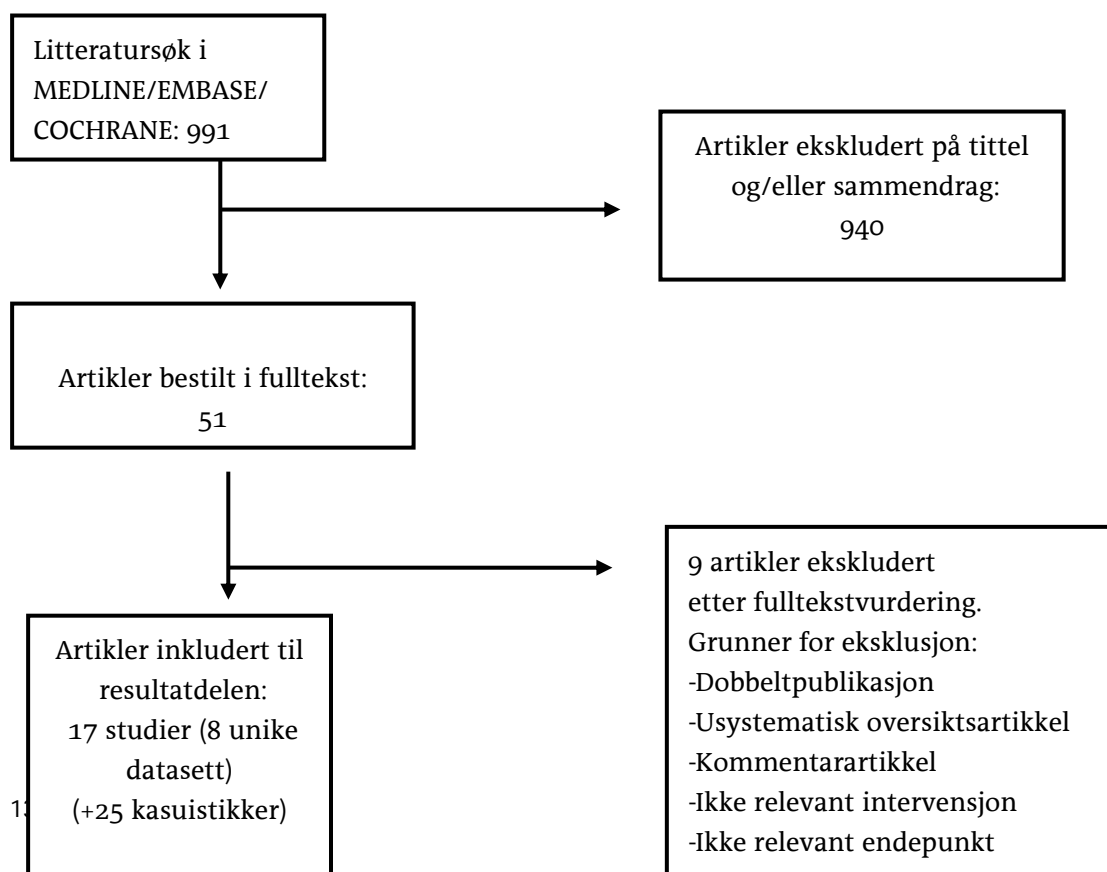 Litteratursøk i
MEDLINE/EMBASE/
COCHRANE: 991
Artikler ekskludert på tittel
og/eller sammendrag:
940
Artikler bestilt i fulltekst:
51
9 artikler ekskludert
etter fulltekstvurdering.
Grunner for eksklusjon:
-Dobbeltpublikasjon
-Usystematisk oversiktsartikkel
-Kommentarartikkel
-Ikke relevant intervensjon
-Ikke relevant endepunkt
Artikler inkludert til
resultatdelen:
17 studier (8 unike
datasett)
(+25 kasuistikker)